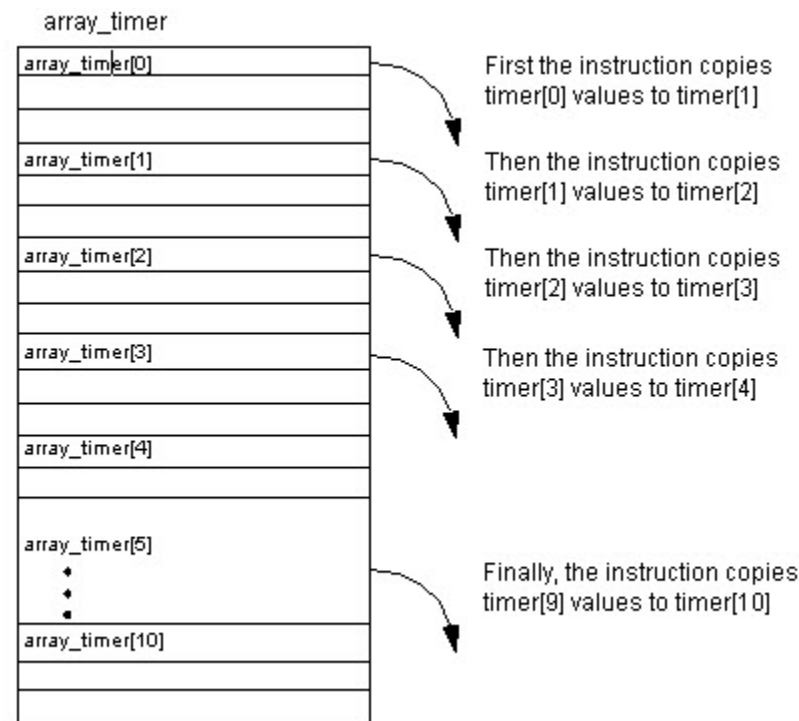 array_timer
array_timer[0]
First the instruction copies
timer[0] values to timer[1]
array_timer[1]
Then the instruction copies
timer[1] values to timer[2]
array_timer[2]
Then the instruction copies
timer[2] values to timer[3]
array_timer[3]
Then the instruction copies
timer[3] values to timer[4]
array_timer[4]
array_timer[5]
Finally, the instruction copies
timer[9] values to timer[10]
array_timer[10]